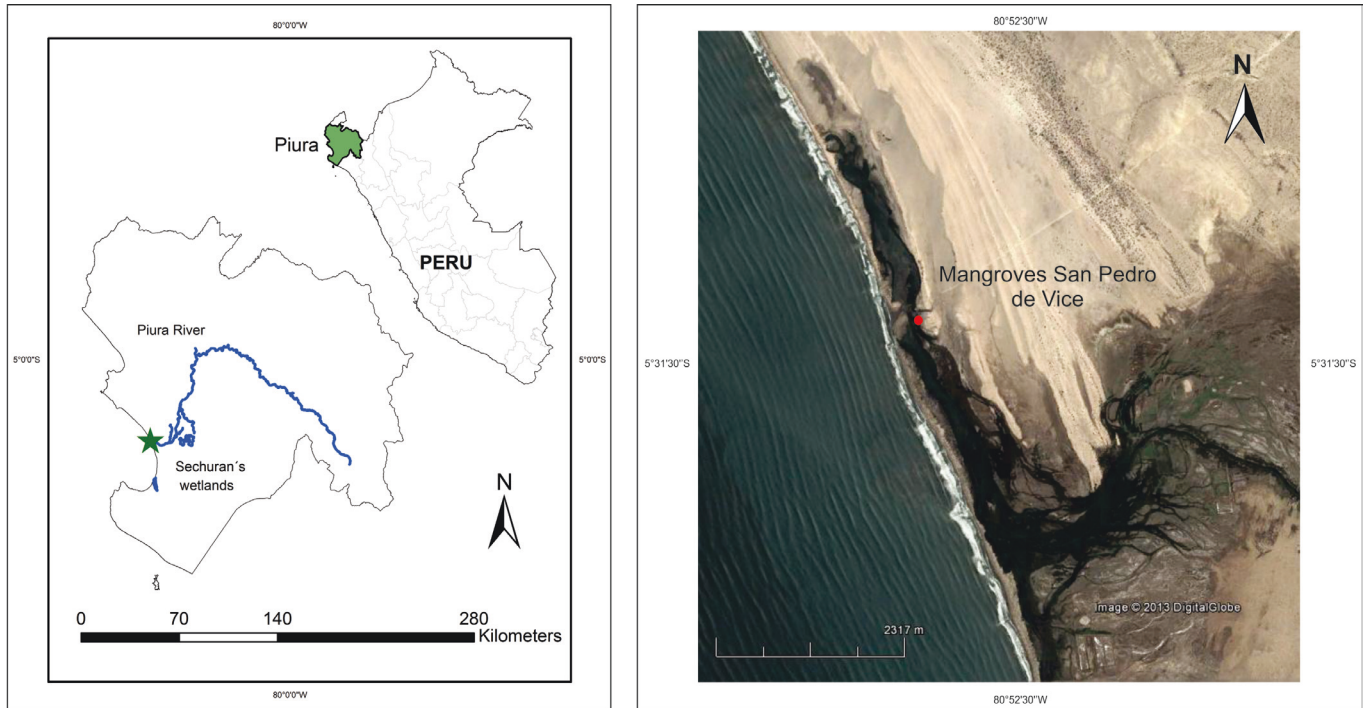 80°0'0"W
Piura
PERU
Piura River
5°0'0"S
5°0'0"S
Sechuran´s
wetlands
N
0 70 140 280
Kilometers
80°0'0"W
80°52'30"W
N
Mangroves San Pedro
de Vice
5°31'30"S
5°31'30"S
Image © 2013 DigitalGlobe
2317 m
80°52'30"W